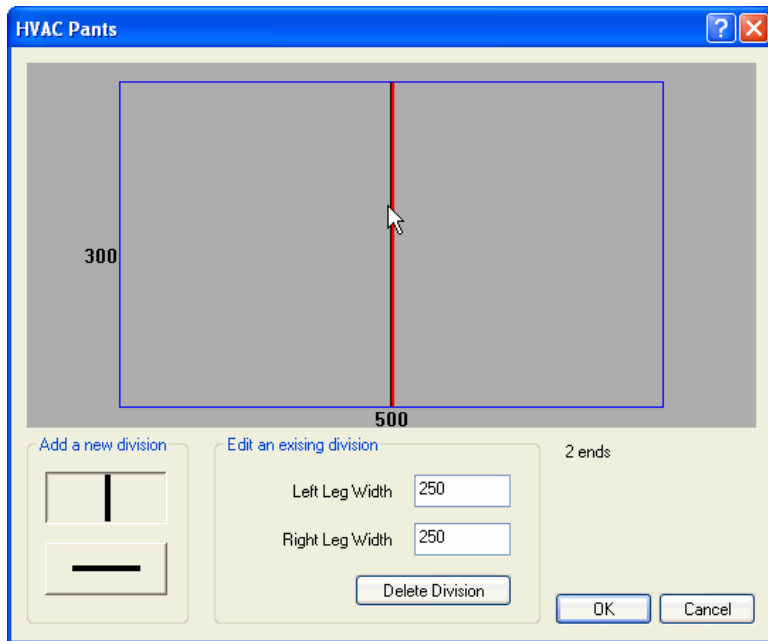 HVAC Pants
300
500
Add a new division
Edit an exising division
2 ends
Left Leg Width 250
Right Leg Width 250
Delete Division
OK
Cancel